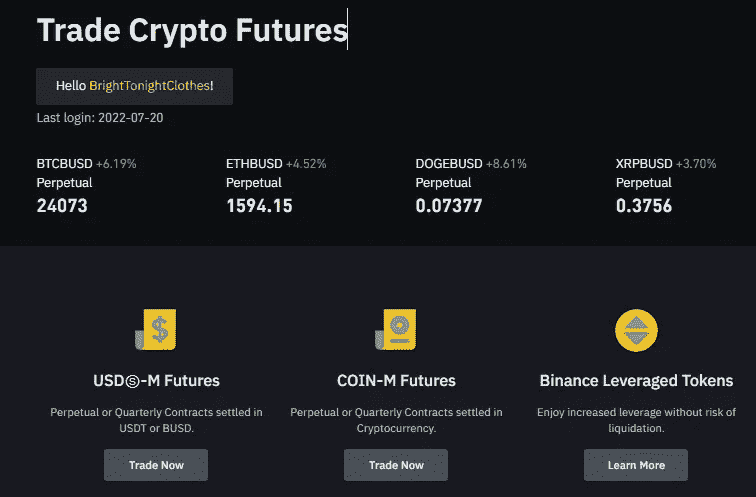 Trade Crypto Futures
Hello BrightTonightClothes!
Last login: 2022-07-20
BTCBUSD +6.19%
Perpetual
24073
ETHBUSD +4.52%
Perpetual
1594.15
DOGEBUSD +8.61%
Perpetual
0.07377
XRPBUSD +3.70%
Perpetual
0.3756
USDⓈ-M Futures
Perpetual or Quarterly Contracts settled in
USDT or BUSD.
Trade Now
COIN-M Futures
Perpetual or Quarterly Contracts settled in
Cryptocurrency.
Trade Now
Binance Leveraged Tokens
Enjoy increased leverage without risk of
liquidation.
Learn More